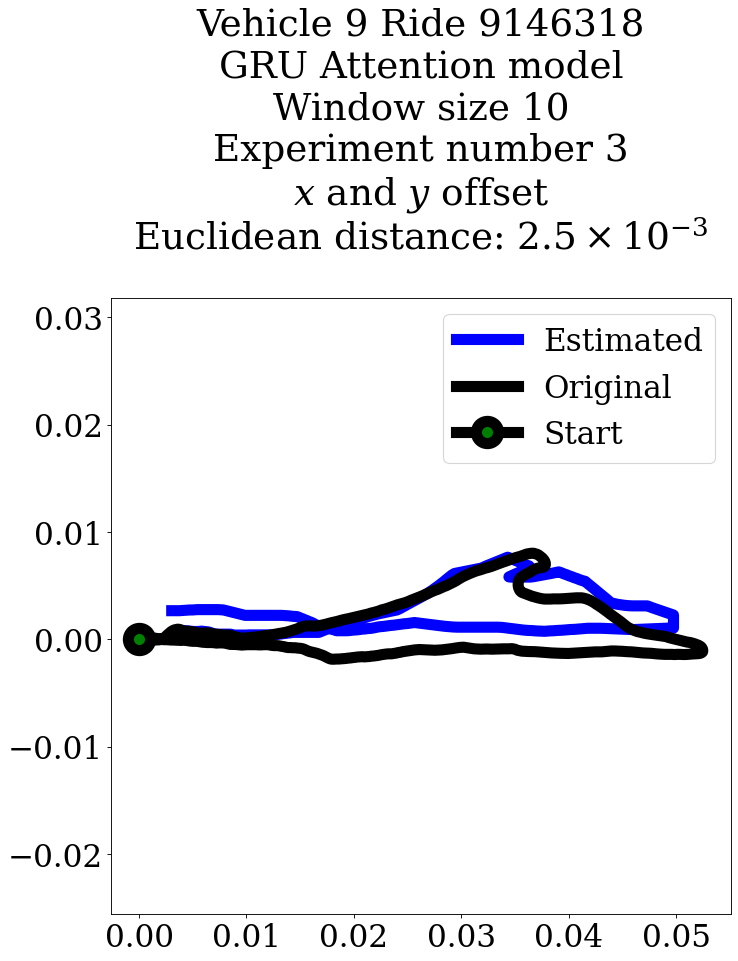 Vehicle 9 Ride 9146318
GRU Attention model
Window size 10
Experiment number 3
x and y offset
Euclidean distance: 2.5 × 10⁻³
Estimated
Original
Start
0.03
0.02
0.01
0.00
−0.01
−0.02
0.00 0.01 0.02 0.03 0.04 0.05